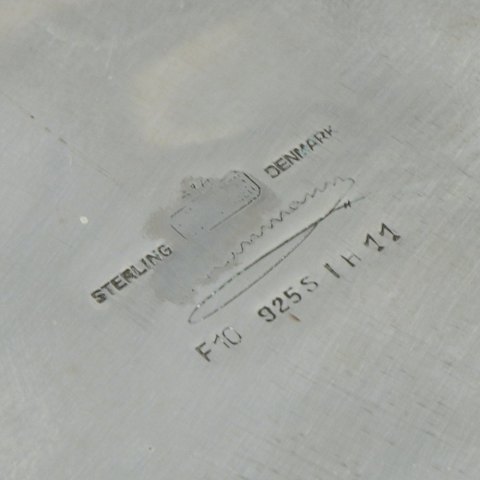 STERLING DENMARK
F10 925S I H 11